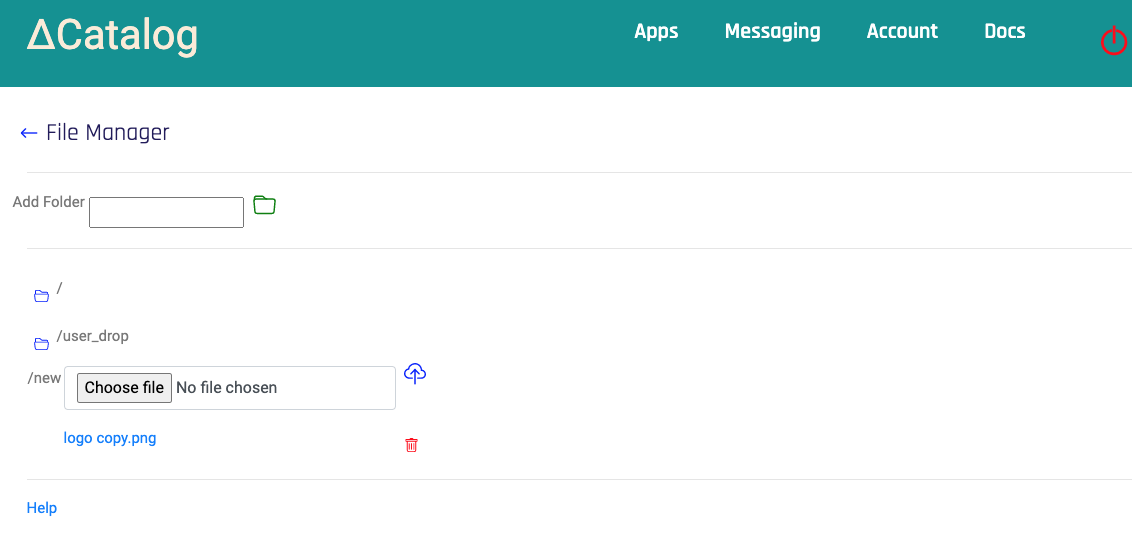 ΔCatalog
Apps Messaging Account Docs
File Manager
Add Folder
/
/user_drop
/new Choose file No file chosen
logo copy.png
Help